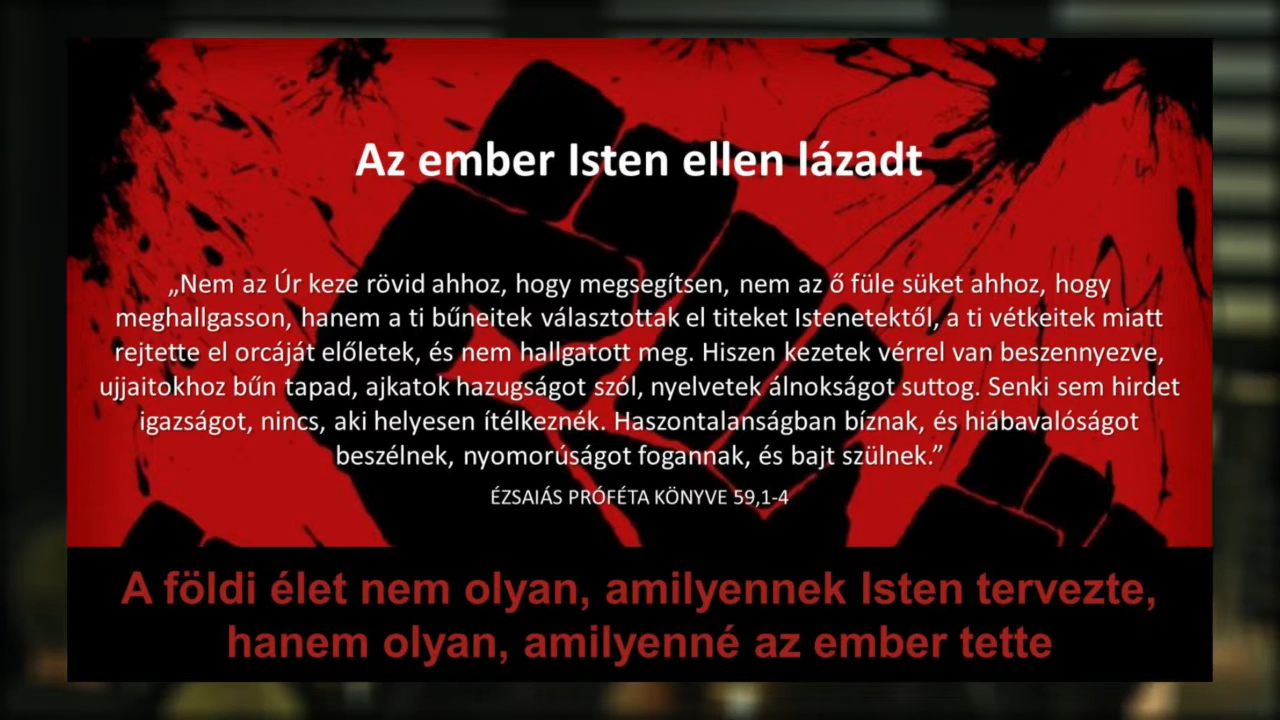 Az ember Isten ellen lázadt
„Nem az Úr keze rövid ahhoz, hogy megsegítsen, nem az ő füle süket ahhoz, hogy
meghallgasson, hanem a ti bűneitek választottak el titeket Istenetektől, a ti vétkeitek miatt
rejtette el orcáját előletek, és nem hallgatott meg. Hiszen kezetek vérrel van beszennyezve,
ujjaitokhoz bűn tapad, ajkatok hazugságot szól, nyelvetek álnokságot suttog. Senki sem hirdet
igazságot, nincs, aki helyesen ítélkeznék. Haszontalanságban bíznak, és hiábavalóságot
beszélnek, nyomorúságot fogannak, és bajt szülnek.”
ÉZSAIÁS PRÓFÉTA KÖNYVE 59,1-4
A földi élet nem olyan, amilyennek Isten tervezte,
hanem olyan, amilyenné az ember tette